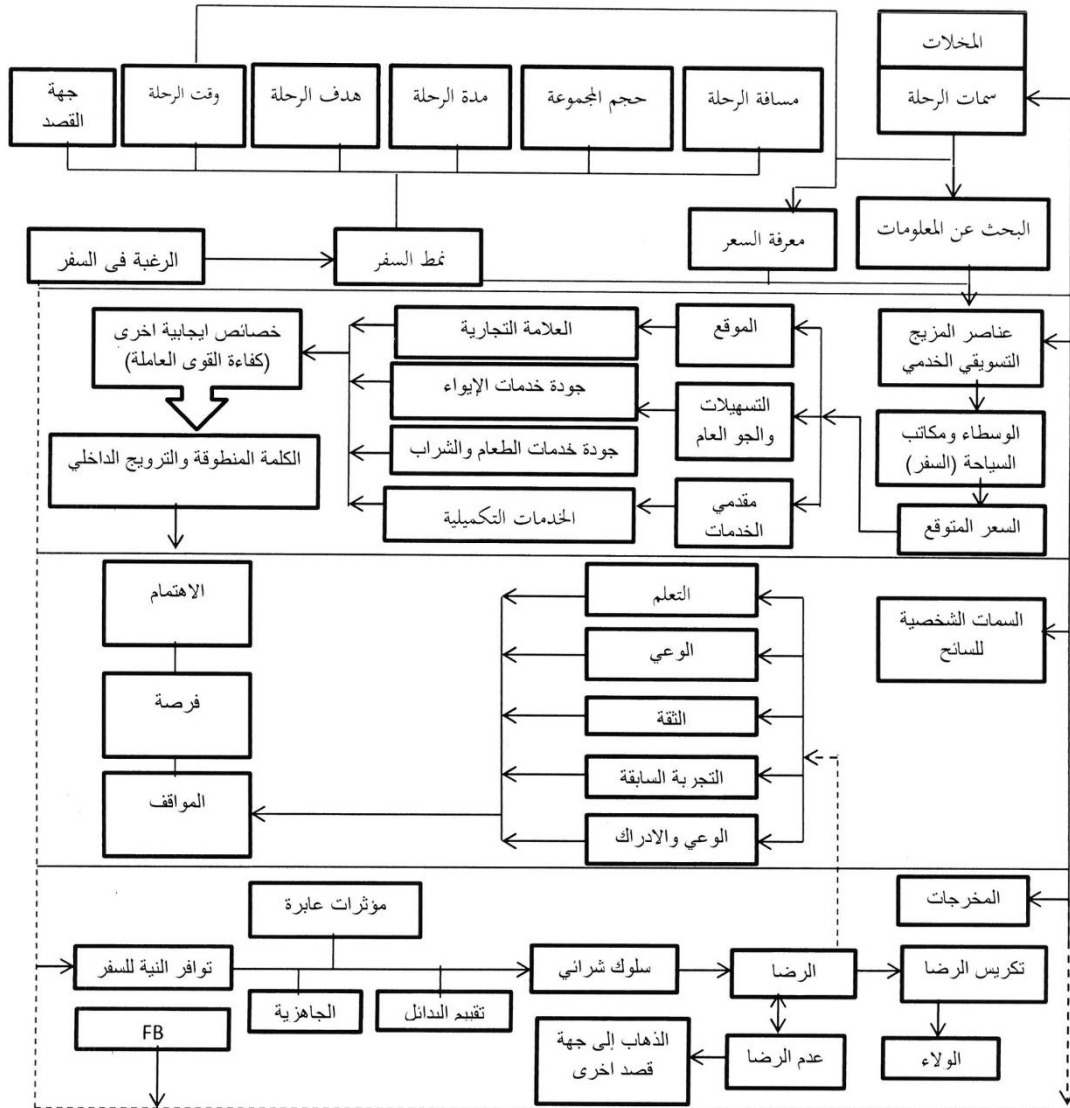 المخلات
سمات الرحلة
مسافة الرحلة
حجم المجموعة
مدة الرحلة
هدف الرحلة
وقت الرحلة
جهة
القصد
البحث عن المعلومات
معرفة السعر
نمط السفر
الرغبة فى السفر
عناصر المزيج
التسويقي الخدمي
الوسطاء ومكاتب
السياحة (السفر)
السعر المتوقع
الموقع
التسهيلات
والجو العام
مقدمي
الخدمات
العلامة التجارية
جودة خدمات الإيواء
جودة خدمات الطعام والشراب
الخدمات التكميلية
خصائص ايجابية اخرى
(كفاءة القوى العاملة)
الكلمة المنطوقة والترويج الداخلي
السمات الشخصية
للسائح
التعلم
الوعي
الثقة
التجربة السابقة
الوعي والادراك
الاهتمام
فرصة
المواقف
المخرجات
مؤثرات عابرة
توافر النية للسفر
الجاهزية
تقييم البدائل
سلوك شرائي
الرضا
تكريس الرضا
FB
الذهاب إلى جهة
قصد اخرى
عدم الرضا
الولاء